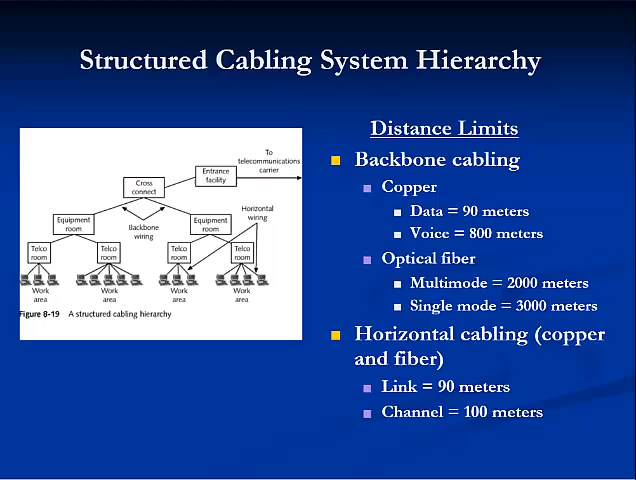 Structured Cabling System Hierarchy
To
telecommunications
carrier
Entrance
facility
Cross
connect
Horizontal
wiring
Equipment
room
Backbone
wiring
Equipment
room
Telco
room
Telco
room
Telco
room
Telco
room
Work
area
Work
area
Work
area
Work
area
Figure 8-19 A structured cabling hierarchy
Distance Limits
Backbone cabling
Copper
Data = 90 meters
Voice = 800 meters
Optical fiber
Multimode = 2000 meters
Single mode = 3000 meters
Horizontal cabling (copper
and fiber)
Link = 90 meters
Channel = 100 meters